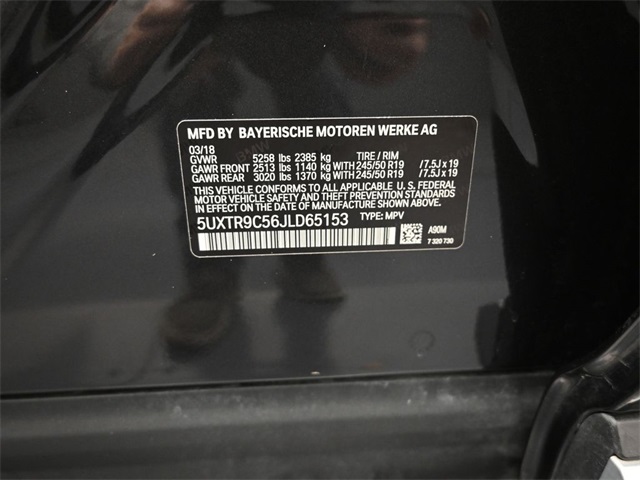 MFD BY BAYERISCHE MOTOREN WERKE AG
03/18
GVWR 5258 lbs 2385 kg TIRE / RIM
GAWR FRONT 2513 lbs 1140 kg WITH 245/50 R19 /7.5J x 19
GAWR REAR 3020 lbs 1370 kg WITH 245/50 R19 /7.5J x 19
THIS VEHICLE CONFORMS TO ALL APPLICABLE U. S. FEDERAL
MOTOR VEHICLE SAFETY AND THEFT PREVENTION STANDARDS
IN EFFECT ON THE DATE OF MANUFACTURE SHOWN ABOVE.
5UXTR9C56JLD65153 TYPE: MPV
A90M
7 320 730